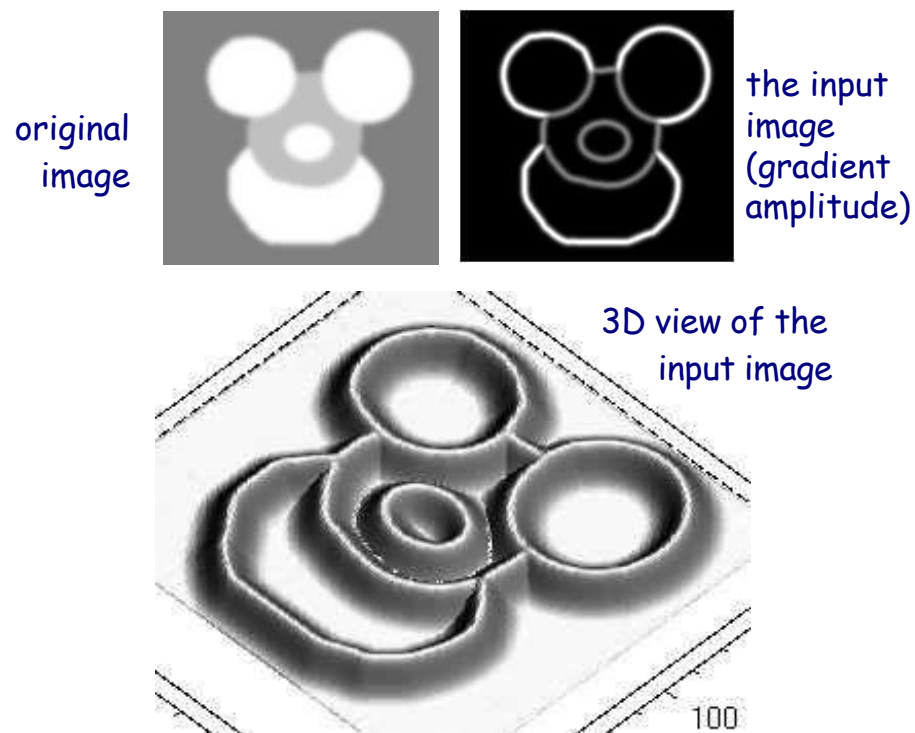 original
image
the input
image
(gradient
amplitude)
3D view of the
input image
100